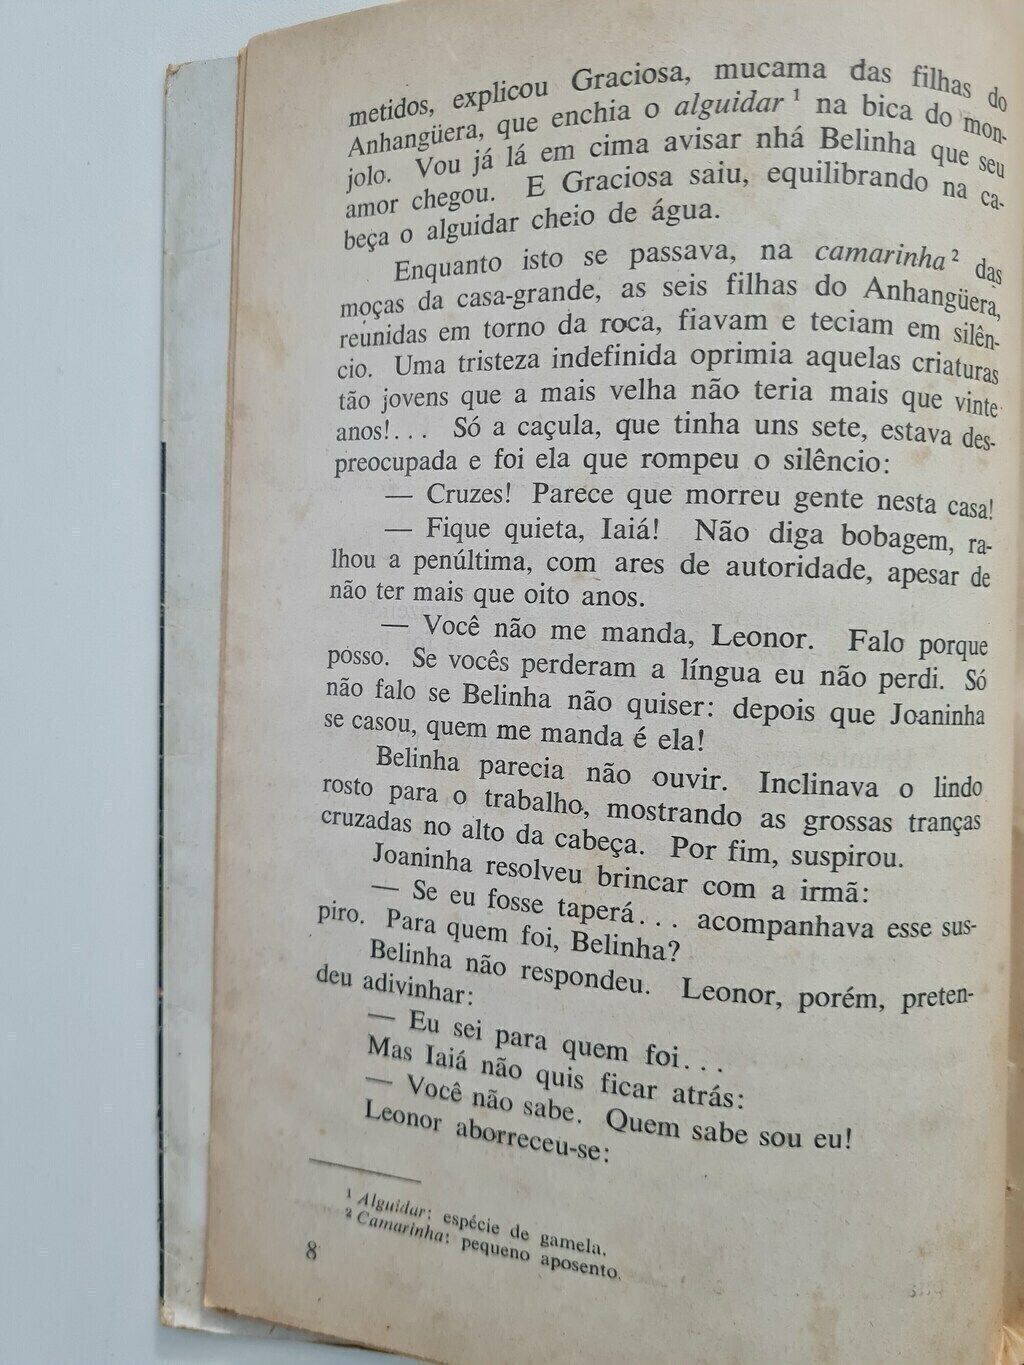 metidos, explicou Graciosa, mucama das filhas do
Anhangüera, que enchia o alguidar ¹ na bica do mon-
jolo. Vou já lá em cima avisar nhá Belinha que seu
amor chegou. E Graciosa saiu, equilibrando na ca-
beça o alguidar cheio de água.
Enquanto isto se passava, na camarinha ² das
moças da casa-grande, as seis filhas do Anhangüera,
reunidas em torno da roca, fiavam e teciam em silên-
cio. Uma tristeza indefinida oprimia aquelas criaturas
tão jovens que a mais velha não teria mais que vinte
anos!... Só a caçula, que tinha uns sete, estava des-
preocupada e foi ela que rompeu o silêncio:
— Cruzes! Parece que morreu gente nesta casa!
— Fique quieta, Iaiá! Não diga bobagem, ra-
lhou a penúltima, com ares de autoridade, apesar de
não ter mais que oito anos.
— Você não me manda, Leonor. Falo porque
posso. Se vocês perderam a língua eu não perdi. Só
não falo se Belinha não quiser: depois que Joaninha
se casou, quem me manda é ela!
Belinha parecia não ouvir. Inclinava o lindo
rosto para o trabalho, mostrando as grossas tranças
cruzadas no alto da cabeça. Por fim, suspirou.
Joaninha resolveu brincar com a irmã:
— Se eu fosse taperá... acompanhava esse sus-
piro. Para quem foi, Belinha?
Belinha não respondeu. Leonor, porém, preten-
deu adivinhar:
— Eu sei para quem foi...
Mas Iaiá não quis ficar atrás:
— Você não sabe. Quem sabe sou eu!
Leonor aborreceu-se:
¹ Alguidar: espécie de gamela.
² Camarinha: pequeno aposento.
8